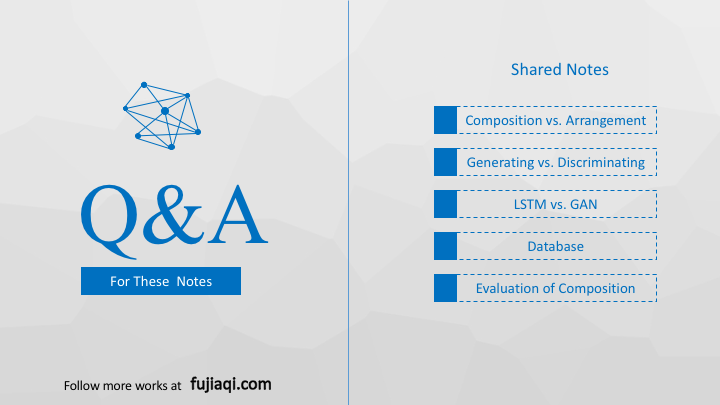 Q&A
For These Notes
Follow more works at fujiaqi.com
Shared Notes
Composition vs. Arrangement
Generating vs. Discriminating
LSTM vs. GAN
Database
Evaluation of Composition